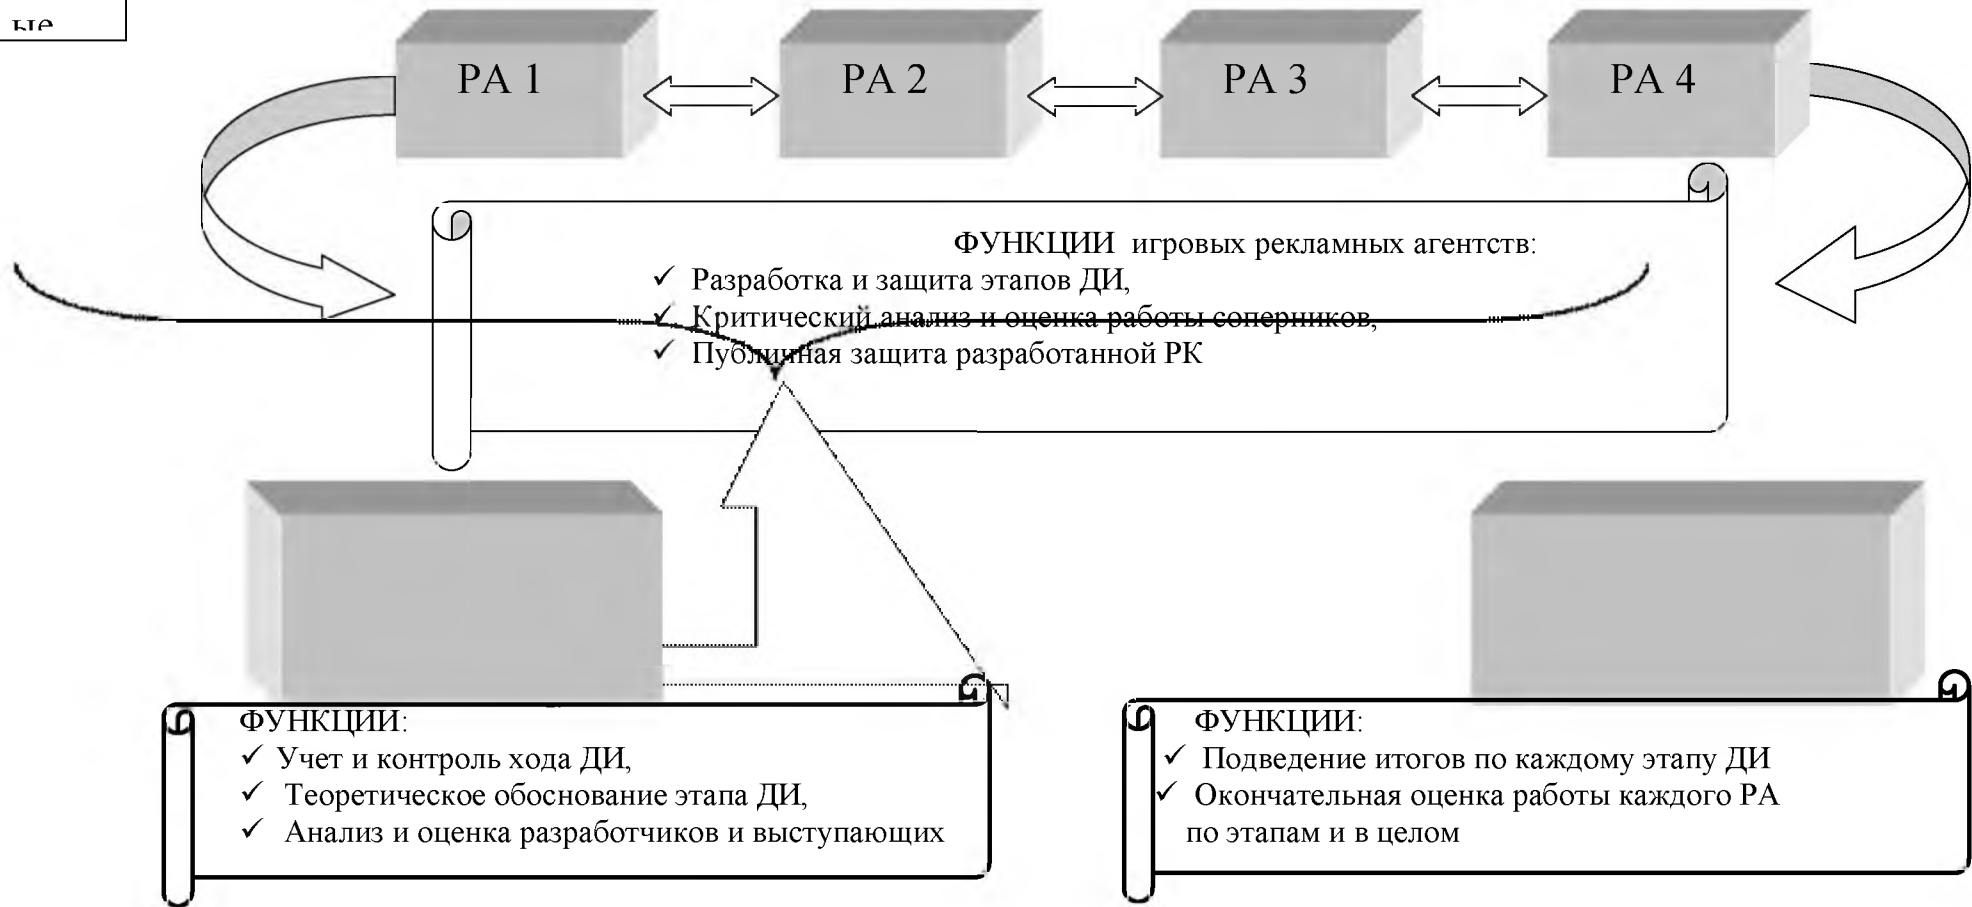 ые
РА 1
РА 2
РА 3
РА 4
ФУНКЦИИ игровых рекламных агентств:
✓ Разработка и защита этапов ДИ,
✓ Критический анализ и оценка работы соперников,
✓ Публичная защита разработанной РК
ФУНКЦИИ:
✓ Учет и контроль хода ДИ,
✓ Теоретическое обоснование этапа ДИ,
✓ Анализ и оценка разработчиков и выступающих
ФУНКЦИИ:
✓ Подведение итогов по каждому этапу ДИ
✓ Окончательная оценка работы каждого РА
по этапам и в целом